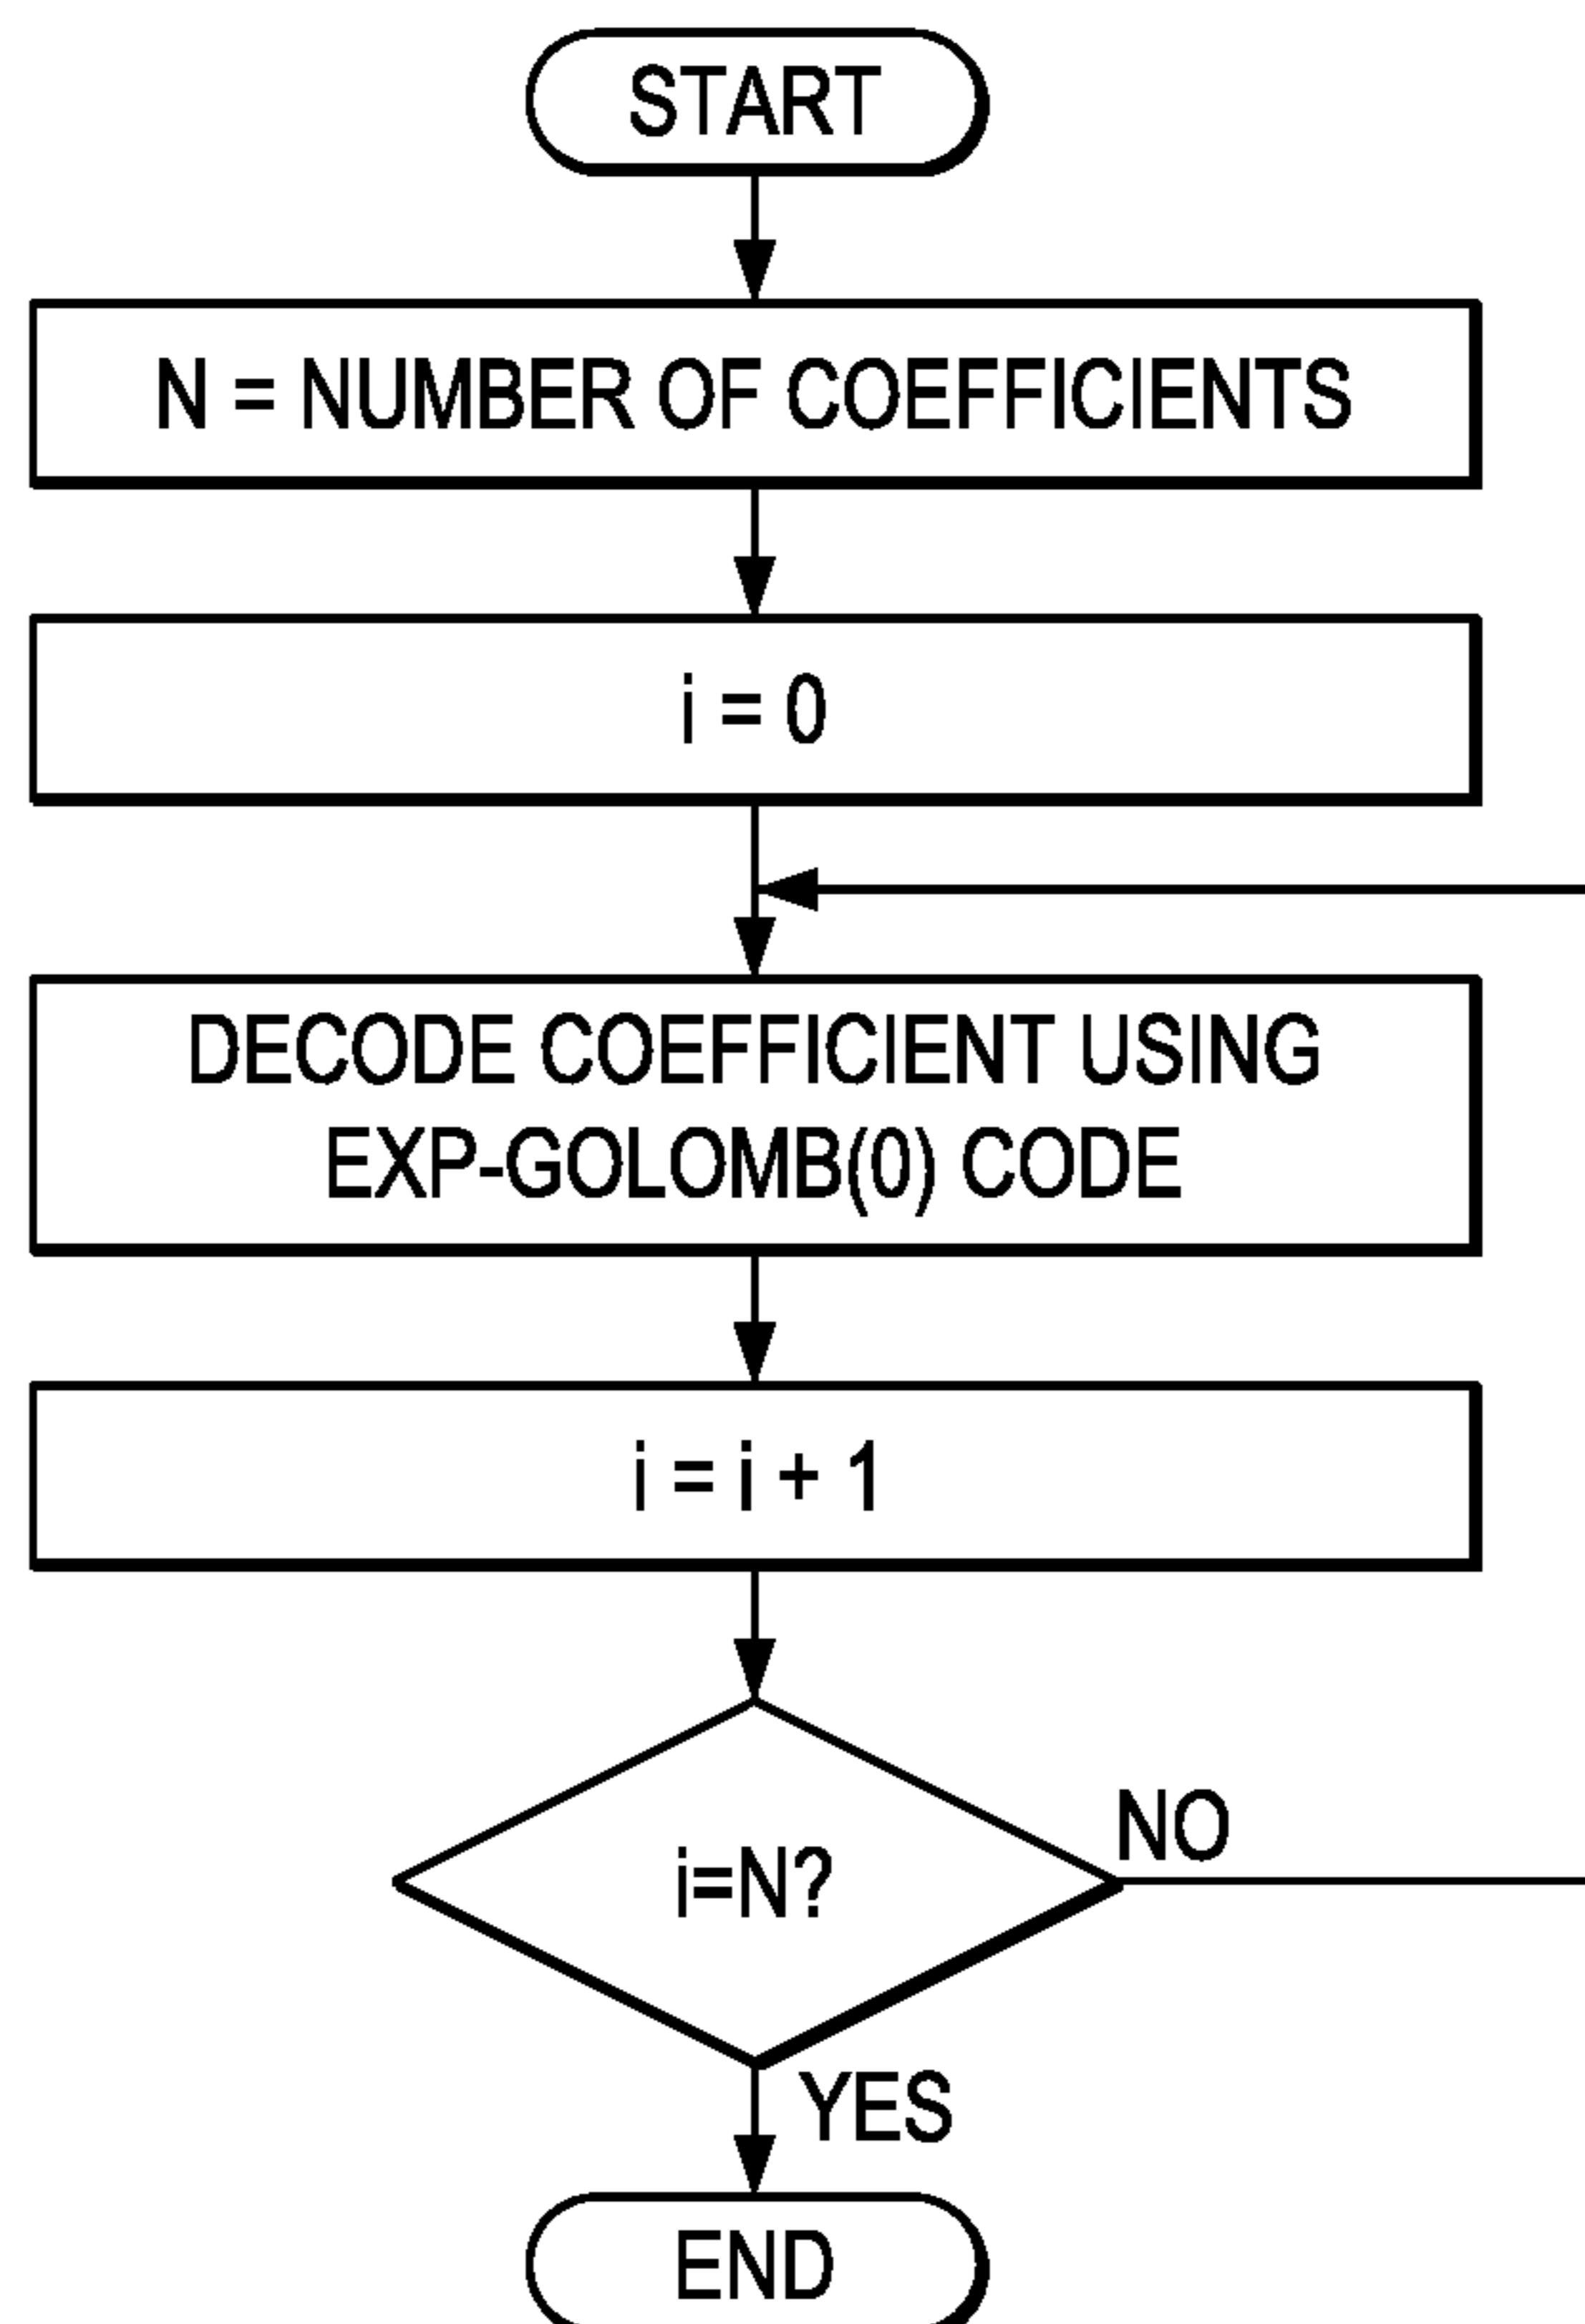 START
N = NUMBER OF COEFFICIENTS
i = 0
DECODE COEFFICIENT USING
EXP-GOLOMB(0) CODE
i = i + 1
i=N?
NO
YES
END